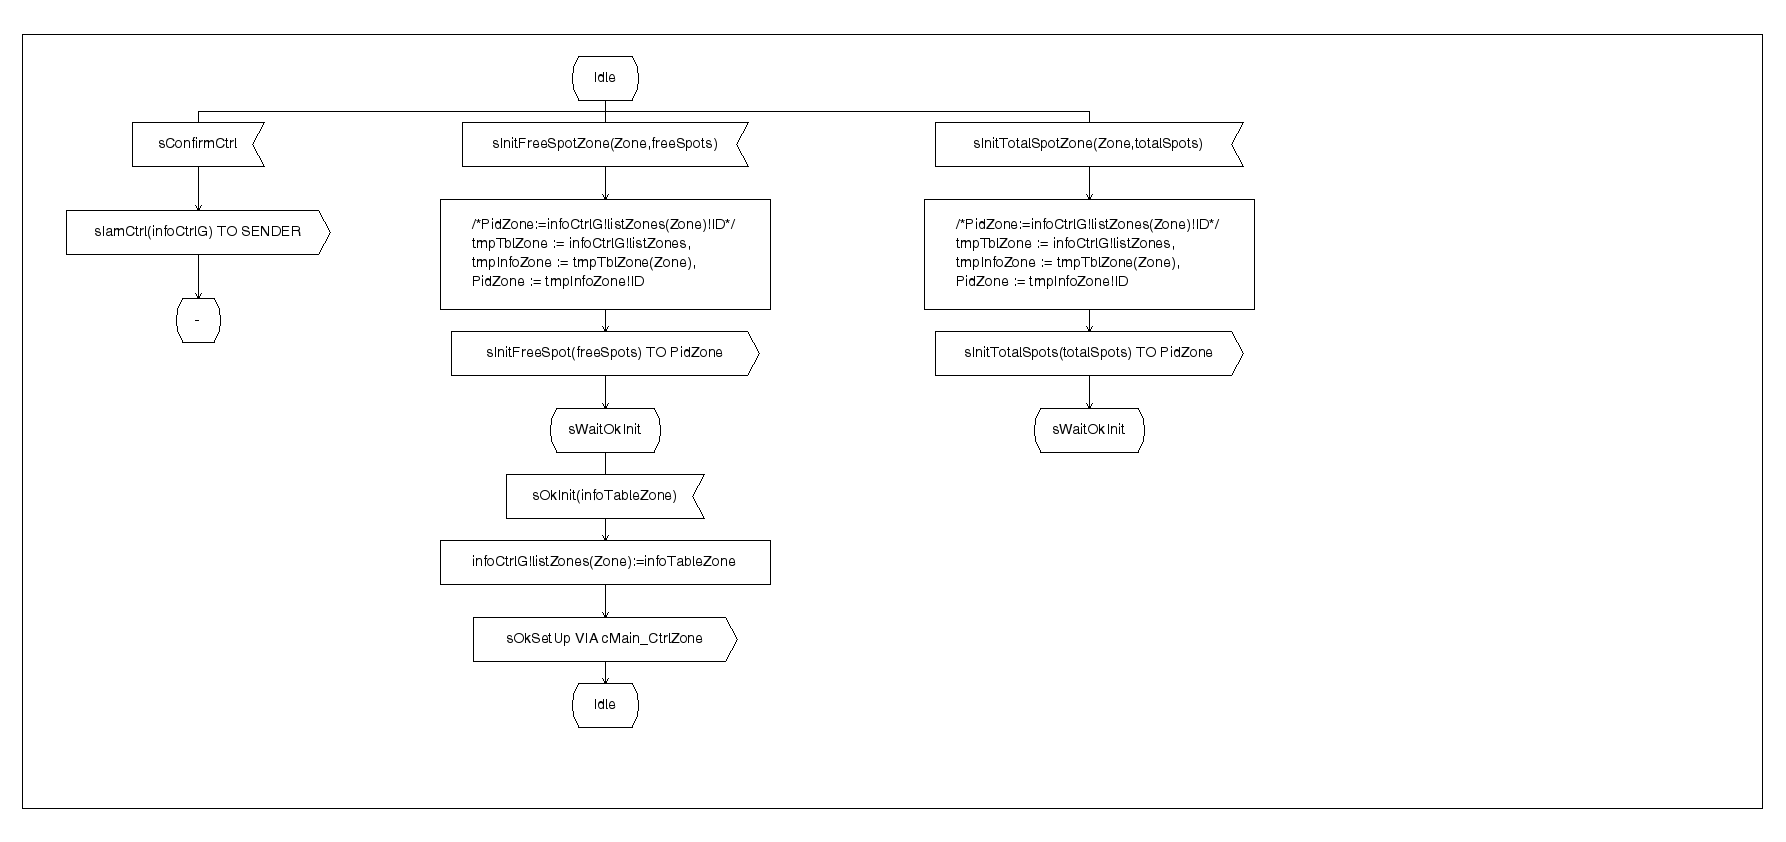 Idle
sConfirmCtrl
sInitFreeSpotZone(Zone,freeSpots)
sInitTotalSpotZone(Zone,totalSpots)
sIamCtrl(infoCtrlG) TO SENDER
-
/*PidZone:=infoCtrlG!listZones(Zone)!ID*/
tmpTblZone := infoCtrlG!listZones,
tmpInfoZone := tmpTblZone(Zone),
PidZone := tmpInfoZone!ID
/*PidZone:=infoCtrlG!listZones(Zone)!ID*/
tmpTblZone := infoCtrlG!listZones,
tmpInfoZone := tmpTblZone(Zone),
PidZone := tmpInfoZone!ID
sInitFreeSpot(freeSpots) TO PidZone
sInitTotalSpots(totalSpots) TO PidZone
sWaitOkInit
sWaitOkInit
sOkInit(infoTableZone)
infoCtrlG!listZones(Zone):=infoTableZone
sOkSetUp VIA cMain_CtrlZone
Idle